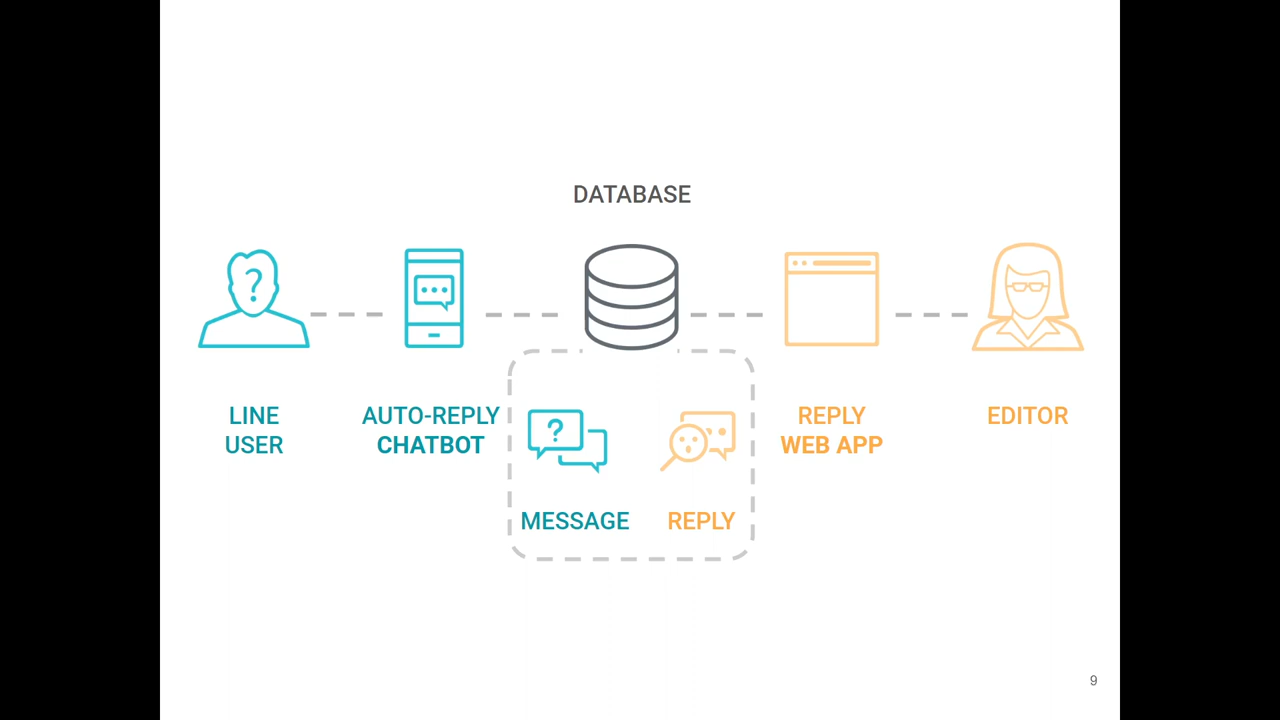 DATABASE
LINE
USER
AUTO-REPLY
CHATBOT
?
MESSAGE
REPLY
REPLY
WEB APP
EDITOR
?
9